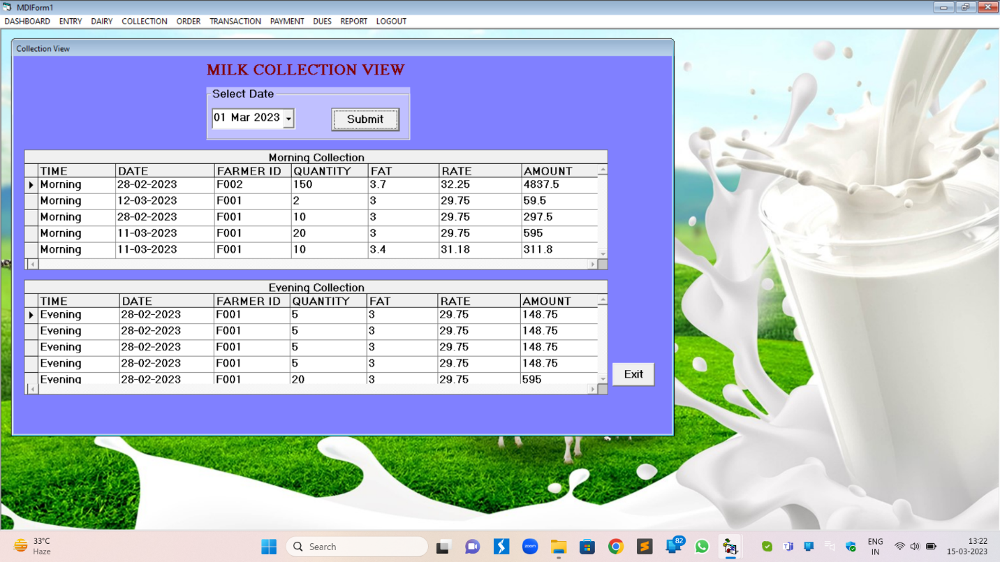 MDIForm1
DASHBOARD ENTRY DAIRY COLLECTION ORDER TRANSACTION PAYMENT DUES REPORT LOGOUT
Collection View
MILK COLLECTION VIEW
Select Date
01 Mar 2023 Submit
Morning Collection
TIME DATE FARMER ID QUANTITY FAT RATE AMOUNT
Morning 28-02-2023 F002 150 3.7 32.25 4837.5
Morning 12-03-2023 F001 2 3 29.75 59.5
Morning 28-02-2023 F001 10 3 29.75 297.5
Morning 11-03-2023 F001 20 3 29.75 595
Morning 11-03-2023 F001 10 3.4 31.18 311.8
Evening Collection
TIME DATE FARMER ID QUANTITY FAT RATE AMOUNT
Evening 28-02-2023 F001 5 3 29.75 148.75
Evening 28-02-2023 F001 5 3 29.75 148.75
Evening 28-02-2023 F001 5 3 29.75 148.75
Evening 28-02-2023 F001 5 3 29.75 148.75
Evening 28-02-2023 F001 20 3 29.75 595
Exit
33°C
Haze
Search
zoom
82
ENG
IN
13:22
15-03-2023